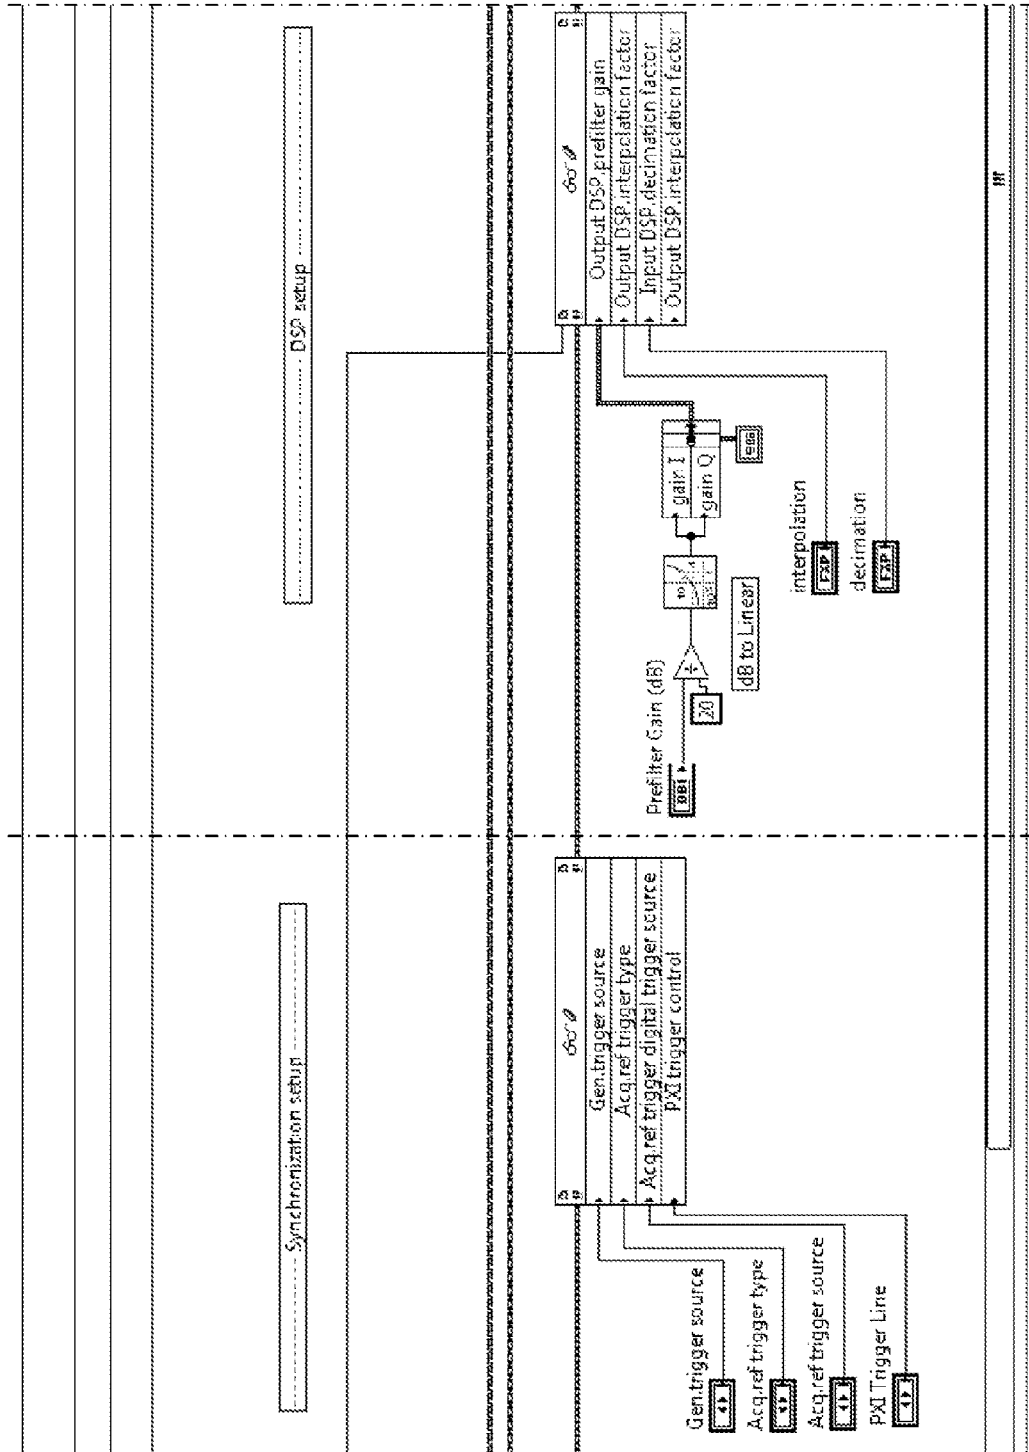 Synchronization setup
DSP setup
Gen.trigger source
Acq.ref trigger type
Acq.ref trigger digital trigger source
PXI trigger control
Gen.trigger source
Acq.ref trigger type
Acq.ref trigger source
PXI Trigger Line
Output DSP.prefilter gain
Output DSP.interpolation factor
Input DSP.decimation factor
Output DSP.interpolation factor
Prefilter Gain (dB)
DBL
20
dB to Linear
gain I
gain Q
interpolation
FXP
decimation
FXP